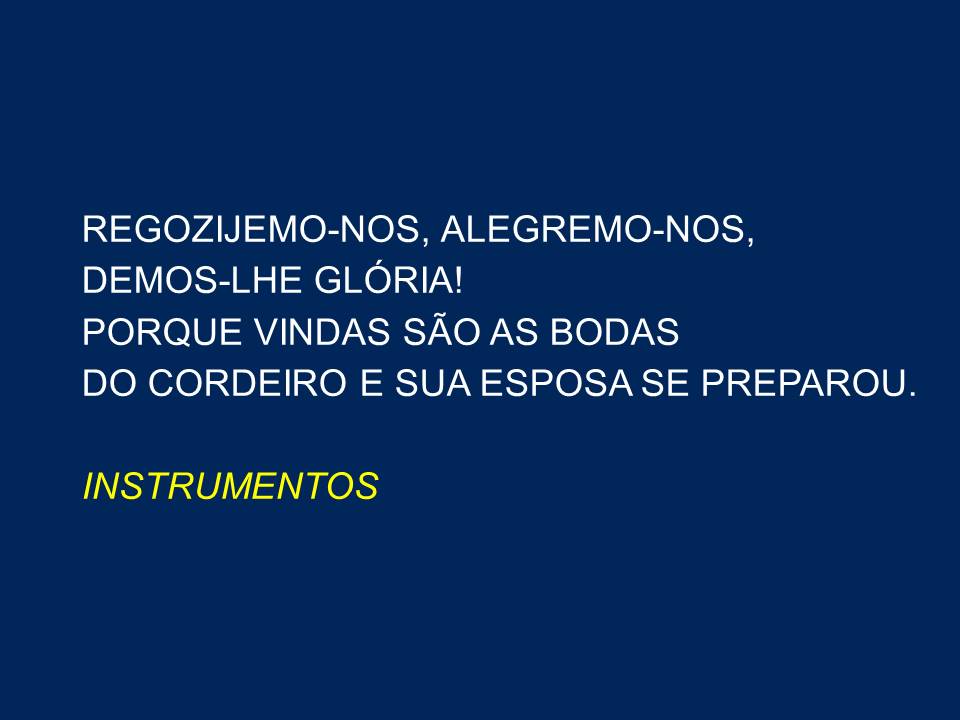 REGOZIJEMO-NOS, ALEGREMO-NOS,
DEMOS-LHE GLÓRIA!
PORQUE VINDAS SÃO AS BODAS
DO CORDEIRO E SUA ESPOSA SE PREPAROU.
INSTRUMENTOS